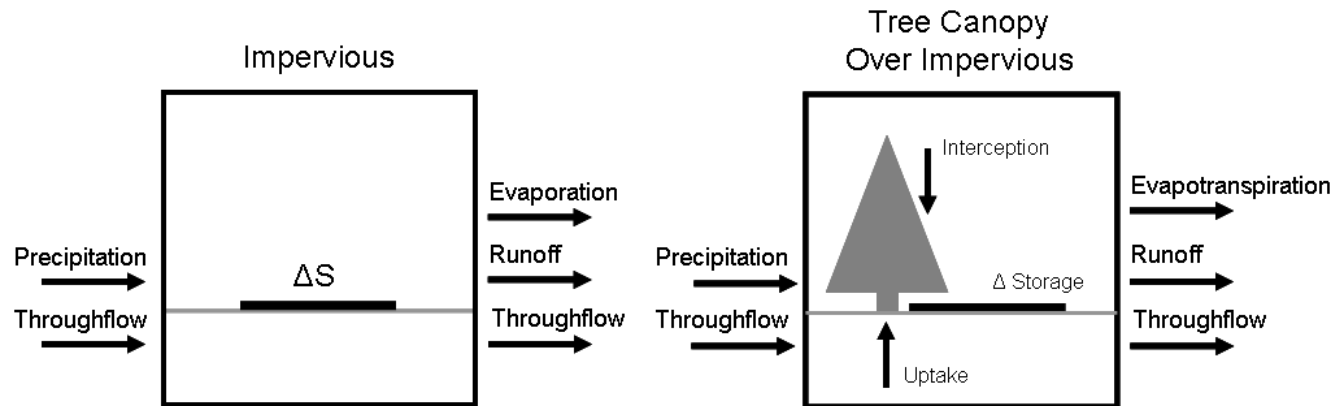 Impervious
Precipitation
Throughflow
ΔS
Evaporation
Runoff
Throughflow
Tree Canopy
Over Impervious
Precipitation
Throughflow
Interception
Δ Storage
Uptake
Evapotranspiration
Runoff
Throughflow